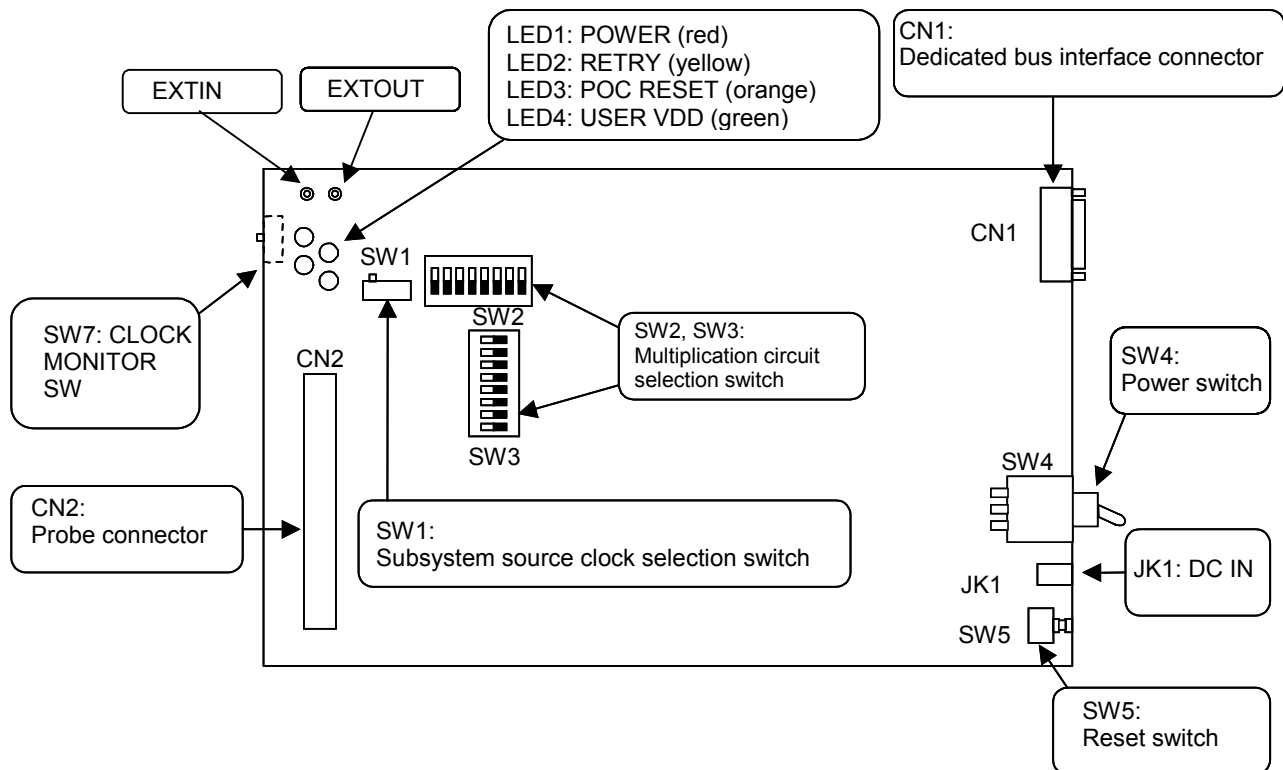 LED1: POWER (red)
LED2: RETRY (yellow)
LED3: POC RESET (orange)
LED4: USER VDD (green)
CN1:
Dedicated bus interface connector
EXTIN
EXTOUT
CN1
SW1
SW2
SW7: CLOCK
MONITOR
SW
SW2, SW3:
Multiplication circuit
selection switch
CN2
SW4:
Power switch
SW3
SW4
CN2:
Probe connector
SW1:
Subsystem source clock selection switch
JK1
JK1: DC IN
SW5
SW5:
Reset switch